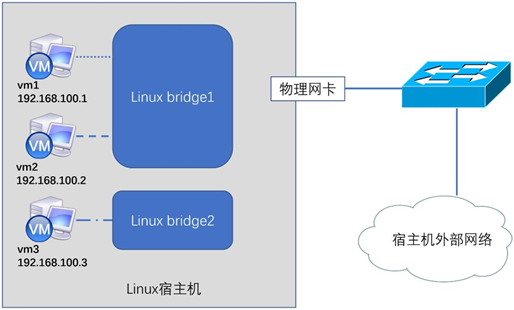 VM
vm1
192.168.100.1
Linux bridge1
VM
vm2
192.168.100.2
VM
vm3
192.168.100.3
Linux bridge2
Linux宿主机
物理网卡
宿主机外部网络